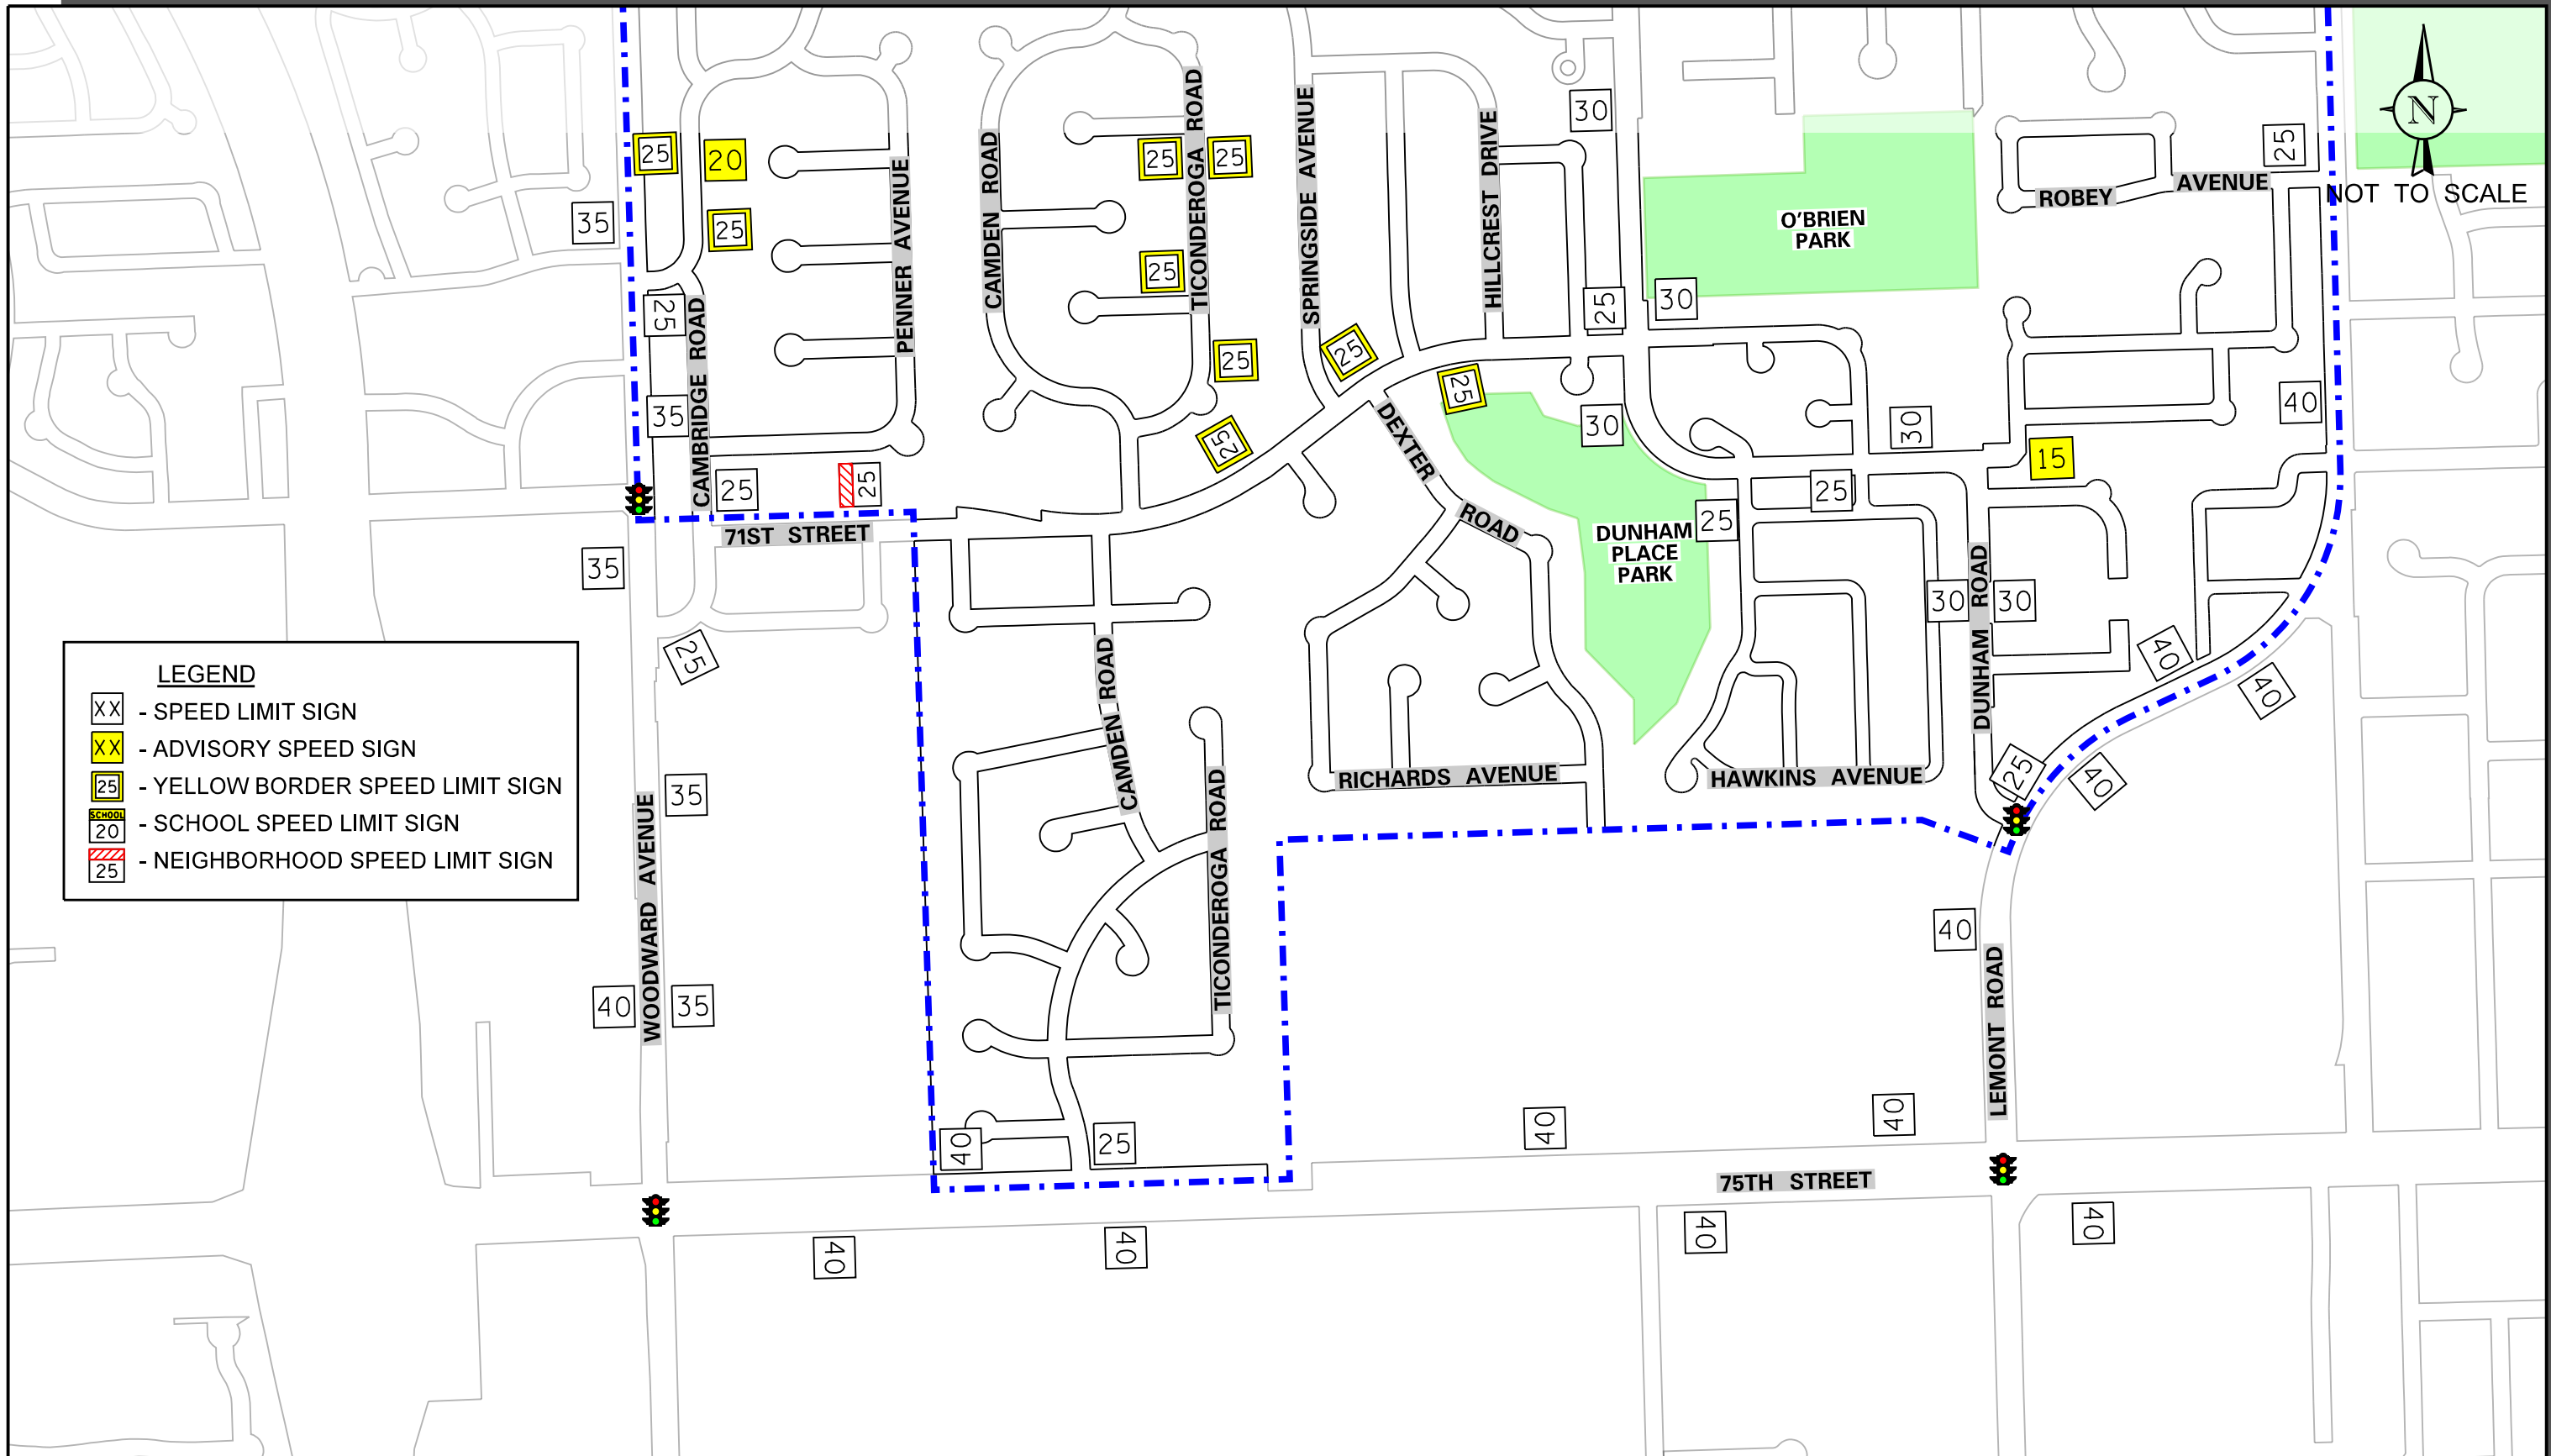 30
25
20
25
25
25
N
NOT TO SCALE
ROBEY
AVENUE
35
25
25
O'BRIEN
PARK
CAMBRIDGE ROAD
PENNER AVENUE
CAMDEN ROAD
TICONDEROGA ROAD
SPRINGSIDE AVENUE
HILLCREST DRIVE
25
25
30
25
25
25
25
35
25
30
30
40
15
DEXTER
ROAD
25
25
25
25
71ST STREET
DUNHAM
PLACE
PARK
35
25
30
30
DUNHAM ROAD
40
40
25
40
LEGEND
XX - SPEED LIMIT SIGN
XX - ADVISORY SPEED SIGN
25 - YELLOW BORDER SPEED LIMIT SIGN
SCHOOL
20 - SCHOOL SPEED LIMIT SIGN
25 - NEIGHBORHOOD SPEED LIMIT SIGN
CAMDEN ROAD
RICHARDS AVENUE
HAWKINS AVENUE
35
WOODWARD AVENUE
TICONDEROGA ROAD
40
35
40
LEMONT ROAD
40
25
40
40
75TH STREET
40
40
40
40